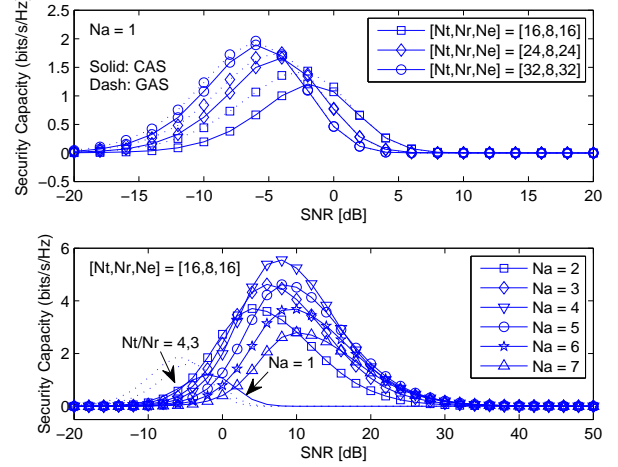 Security Capacity (bits/s/Hz)
2.5
2
1.5
1
0.5
0
−0.5
Na = 1
Solid: CAS
Dash: GAS
[Nt,Nr,Ne] = [16,8,16]
[Nt,Nr,Ne] = [24,8,24]
[Nt,Nr,Ne] = [32,8,32]
−20 −15 −10 −5 0 5 10 15 20
SNR [dB]
Security Capacity (bits/s/Hz)
6
4
2
0
[Nt,Nr,Ne] = [16,8,16]
Nt/Nr = 4,3
Na = 1
Na = 2
Na = 3
Na = 4
Na = 5
Na = 6
Na = 7
−20 −10 0 10 20 30 40 50
SNR [dB]